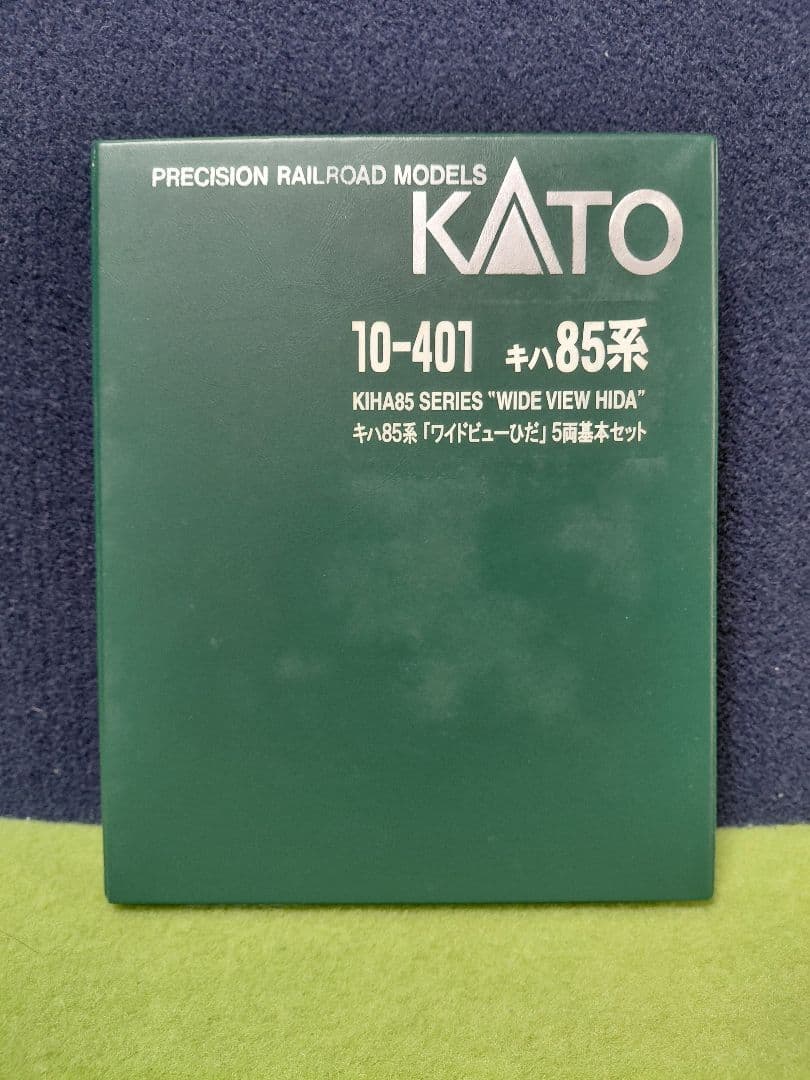 PRECISION RAILROAD MODELS
KATO
10-401 キハ85系
KIHA85 SERIES "WIDE VIEW HIDA"
キハ85系「ワイドビューひだ」5両基本セット